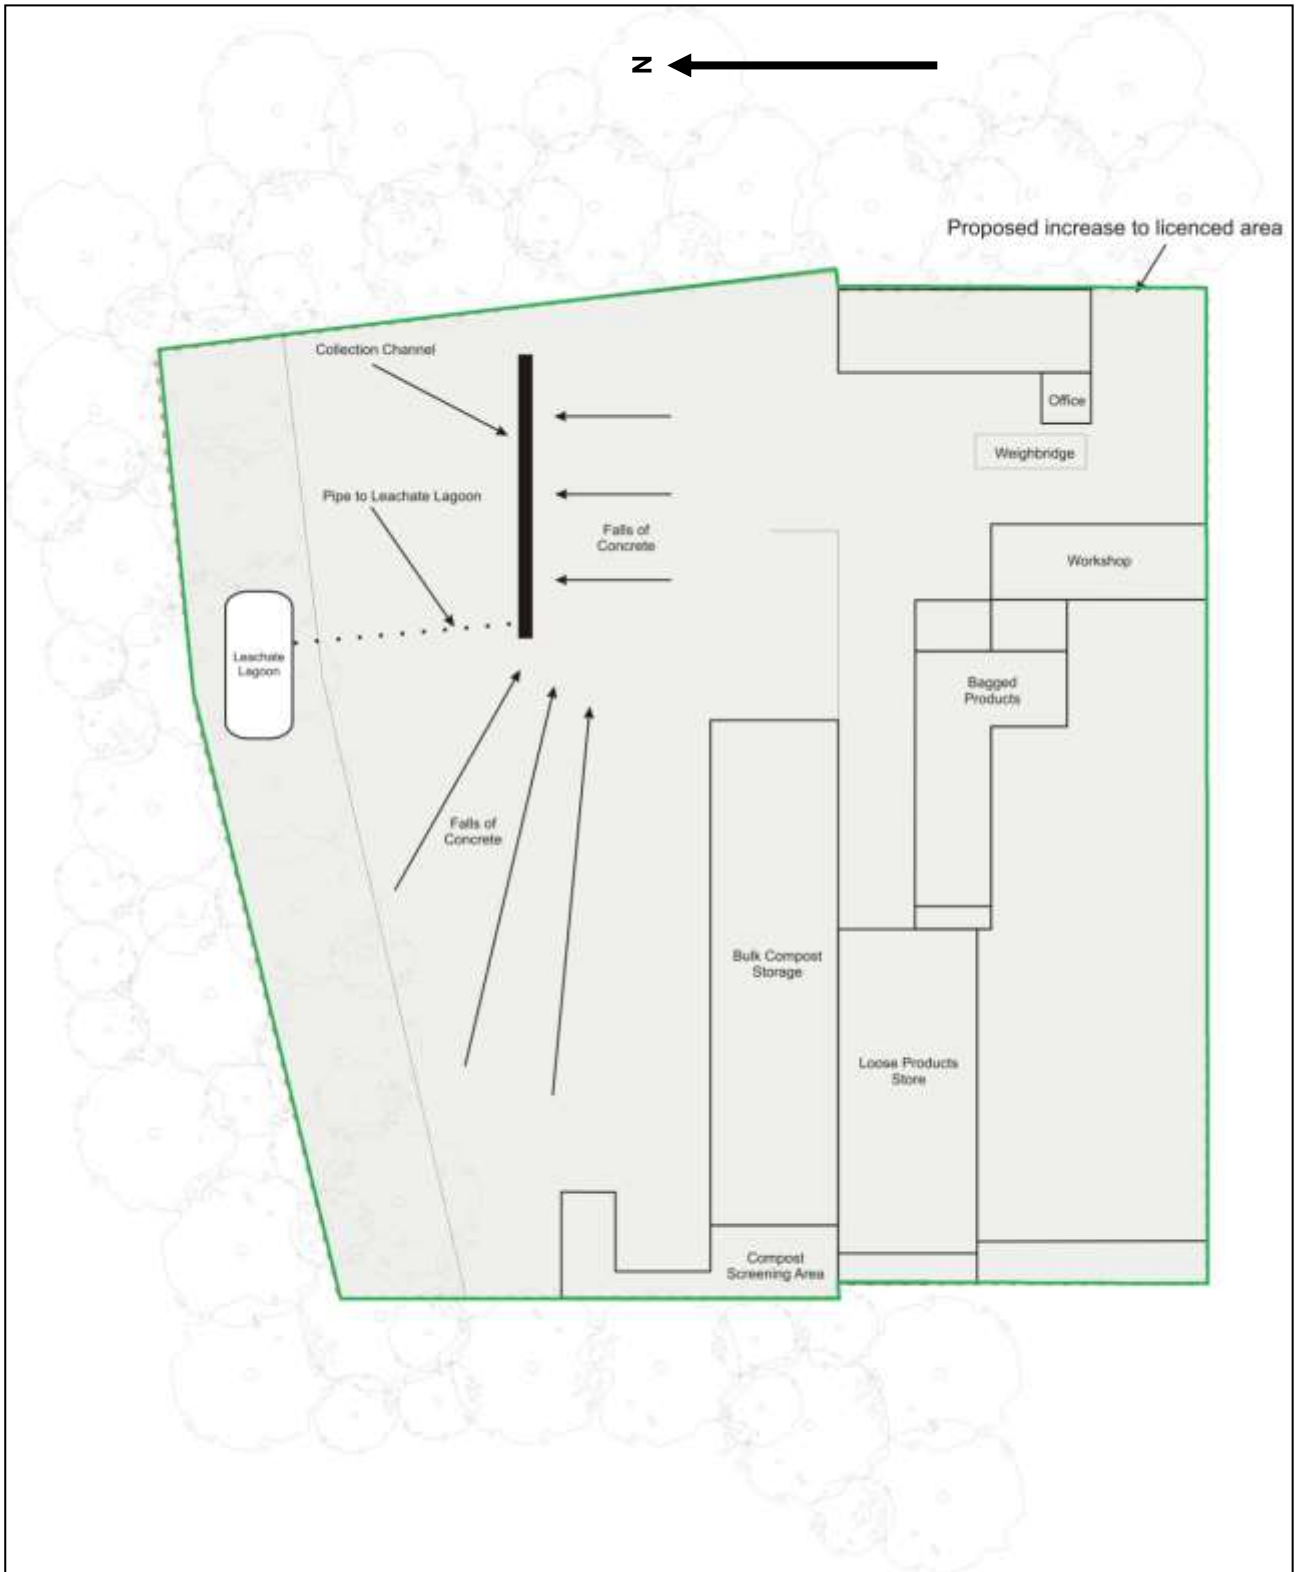 N
Proposed increase to licenced area
Collection Channel
Office
Weighbridge
Pipe to Leachate Lagoon
Falls of
Concrete
Workshop
Leachate
Lagoon
Bagged
Products
Falls of
Concrete
Bulk Compost
Storage
Loose Products
Store
Compost
Screening Area